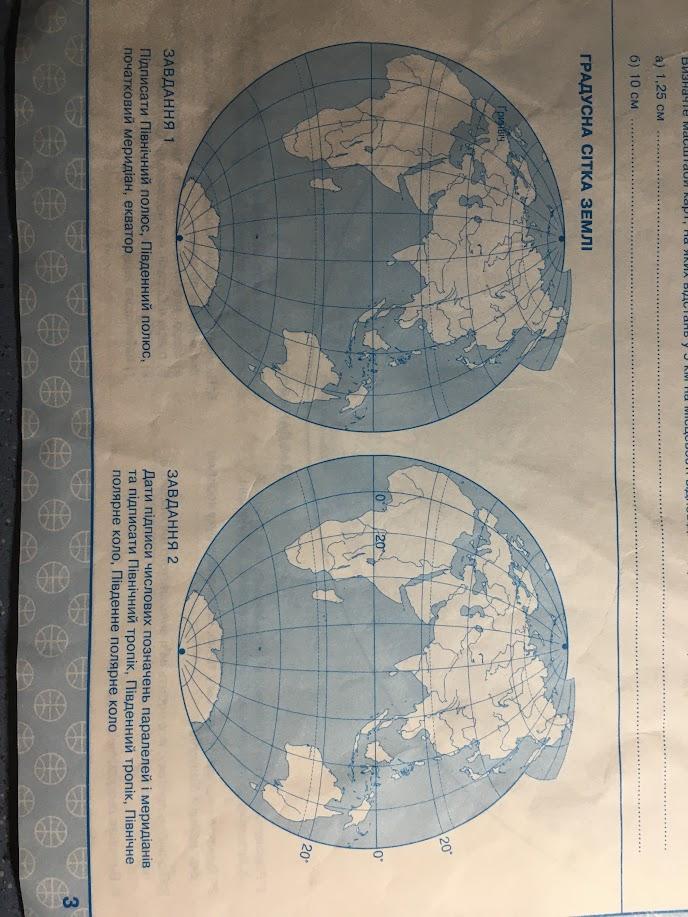 а) 1,25 см
б) 10 см
ГРАДУСНА СІТКА ЗЕМЛІ
Гринвіч
ЗАВДАННЯ 1
Підписати Північний полюс, Південний полюс,
початковий меридіан, екватор
0°
20°
20°
0°
20°
ЗАВДАННЯ 2
Дати підписи числових позначень паралелей і меридіанів
та підписати Північний тропік, Південний тропік, Північне
полярне коло, Південне полярне коло
3